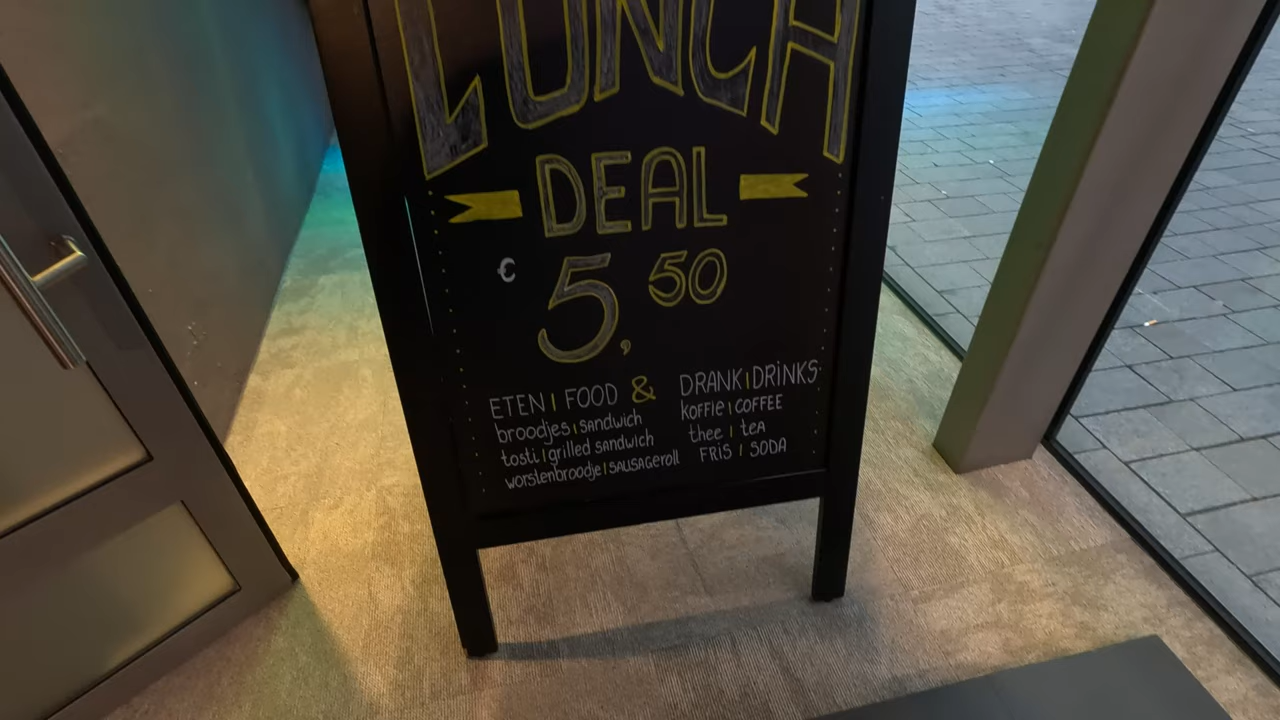 LUNCH
DEAL
€ 5,50
ETEN | FOOD & DRANK | DRINKS
broodjes | sandwich
koffie | coffee
tosti | grilled sandwich
thee | tea
worstenbroodje | sausageroll
FRIS | SODA